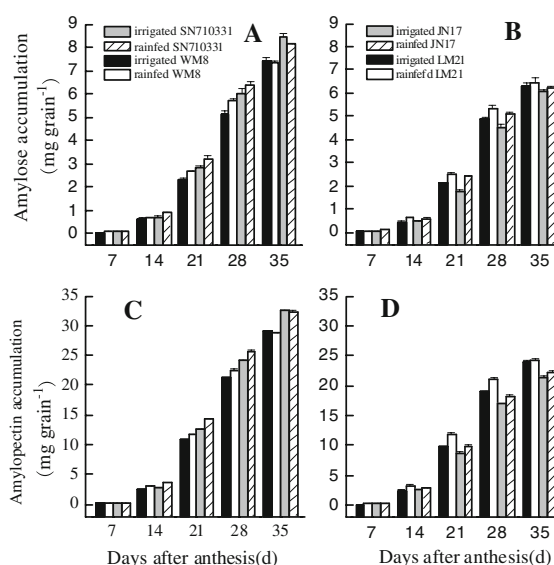 9
8
7
6
5
4
3
2
1
0
Amylose accumulation
(mg grain-1)
irrigated SN710331
rainfed SN710331
irrigated WM8
rainfed WM8
A
7 14 21 28 35
9
8
7
6
5
4
3
2
1
0
irrigated JN17
rainfed JN17
irrigated LM21
rainfef'd LM21
B
7 14 21 28 35
35
30
25
20
15
10
5
0
Amylopectin accumulation
(mg grain-1)
C
7 14 21 28 35
Days after anthesis(d)
35
30
25
20
15
10
5
0
D
7 14 21 28 35
Days after anthesis(d)